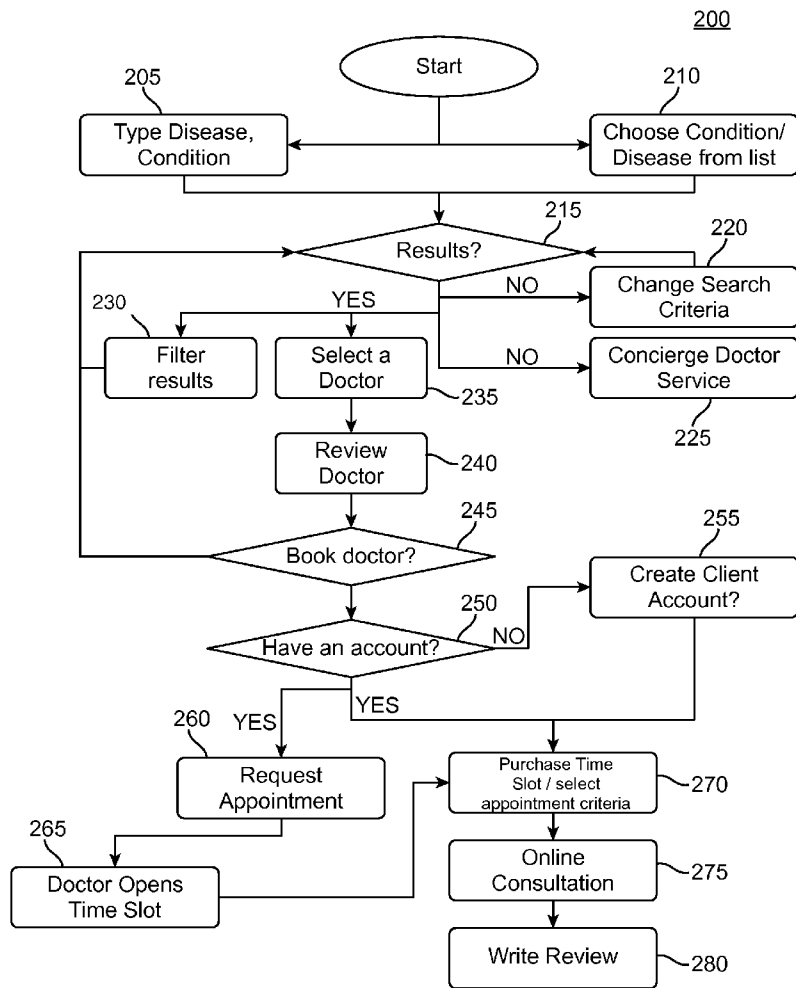 200
Start
205
Type Disease,
Condition
210
Choose Condition/
Disease from list
215
Results?
220
Change Search
Criteria
NO
YES
230
Filter
results
Select a
Doctor
235
NO
Concierge Doctor
Service
225
Review
Doctor
240
245
Book doctor?
255
Create Client
Account?
250
Have an account?
NO
YES
YES
260
Request
Appointment
Purchase Time
Slot / select
appointment criteria
270
265
Doctor Opens
Time Slot
Online
Consultation
275
Write Review
280